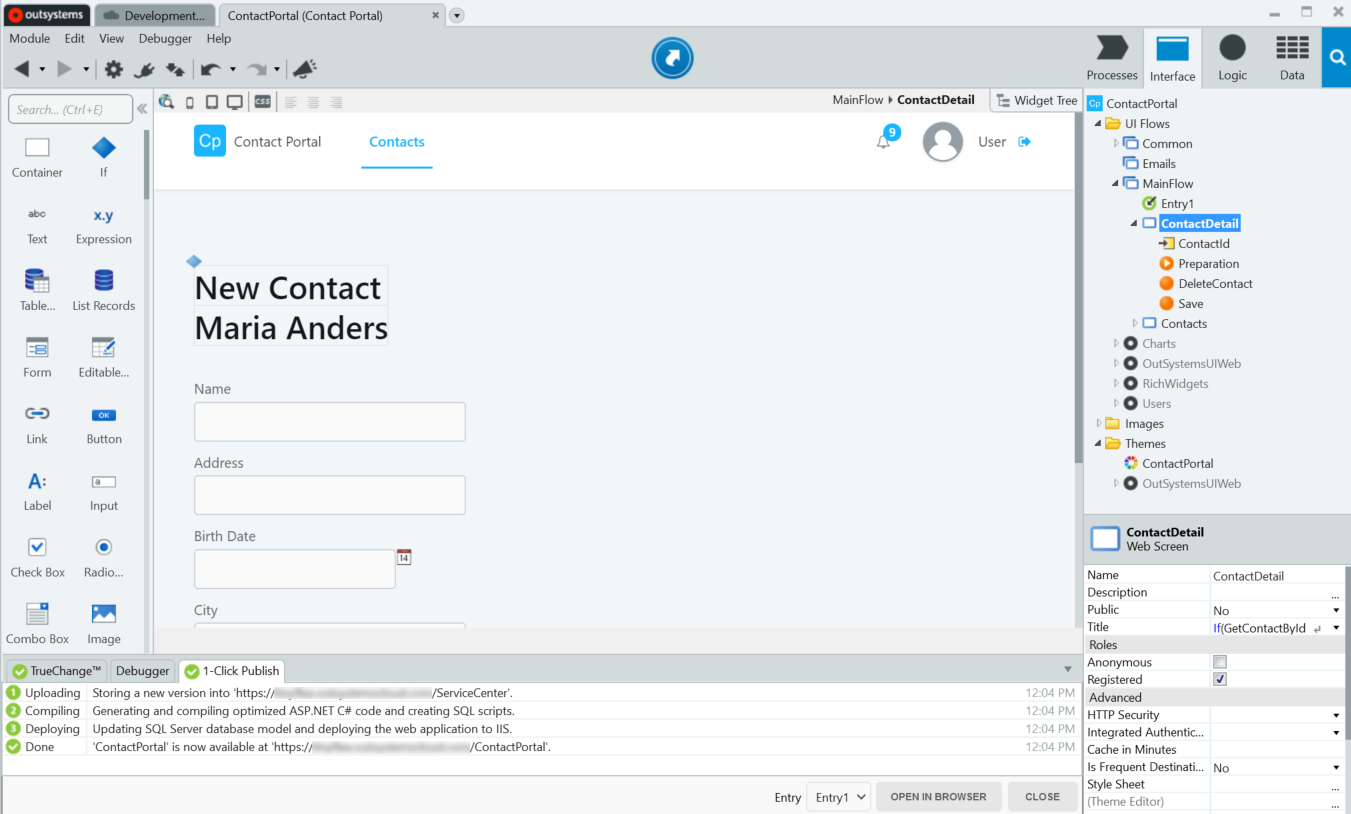 outsystems
Development...
ContactPortal (Contact Portal)
Module Edit View Debugger Help
Processes
Interface
Logic
Data
Search... (Ctrl+E)
CSS
MainFlow ContactDetail
Widget Tree
Container
If
abc
x.y
Text
Expression
Table...
List Records
Form
Editable...
Link
OK
Button
A:
Label
a
Input
Check Box
Radio...
Combo Box
Image
Cp Contact Portal
Contacts
9
User
New Contact
Maria Anders
Name
Address
Birth Date
14
City
Cp ContactPortal
UI Flows
Common
Emails
MainFlow
Entry1
ContactDetail
ContactId
Preparation
DeleteContact
Save
Contacts
Charts
OutSystemsUIWeb
RichWidgets
Users
Images
Themes
ContactPortal
OutSystemsUIWeb
ContactDetail
Web Screen
Name ContactDetail
Description ...
Public No
Title If(GetContactById
Roles
Anonymous
Registered
Advanced
HTTP Security
Integrated Authentic...
Cache in Minutes
Is Frequent Destinati... No
Style Sheet ...
(Theme Editor) ...
TrueChange™ Debugger 1-Click Publish
1 Uploading Storing a new version into 'https:// /ServiceCenter'. 12:04 PM
2 Compiling Generating and compiling optimized ASP.NET C# code and creating SQL scripts. 12:04 PM
3 Deploying Updating SQL Server database model and deploying the web application to IIS. 12:04 PM
Done 'ContactPortal' is now available at 'https:// /ContactPortal'. 12:04 PM
Entry Entry1 OPEN IN BROWSER CLOSE